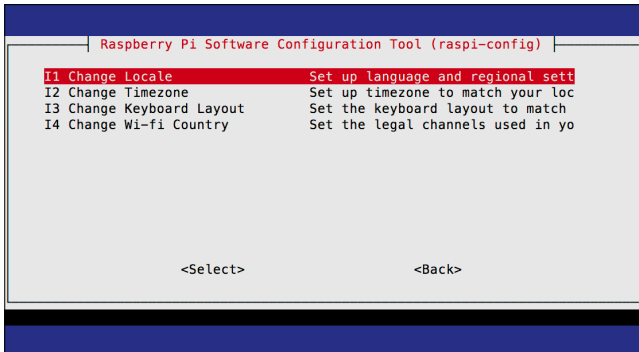 Raspberry Pi Software Configuration Tool (raspi-config)
I1 Change Locale Set up language and regional sett
I2 Change Timezone Set up timezone to match your loc
I3 Change Keyboard Layout Set the keyboard layout to match
I4 Change Wi-fi Country Set the legal channels used in yo
<Select> <Back>